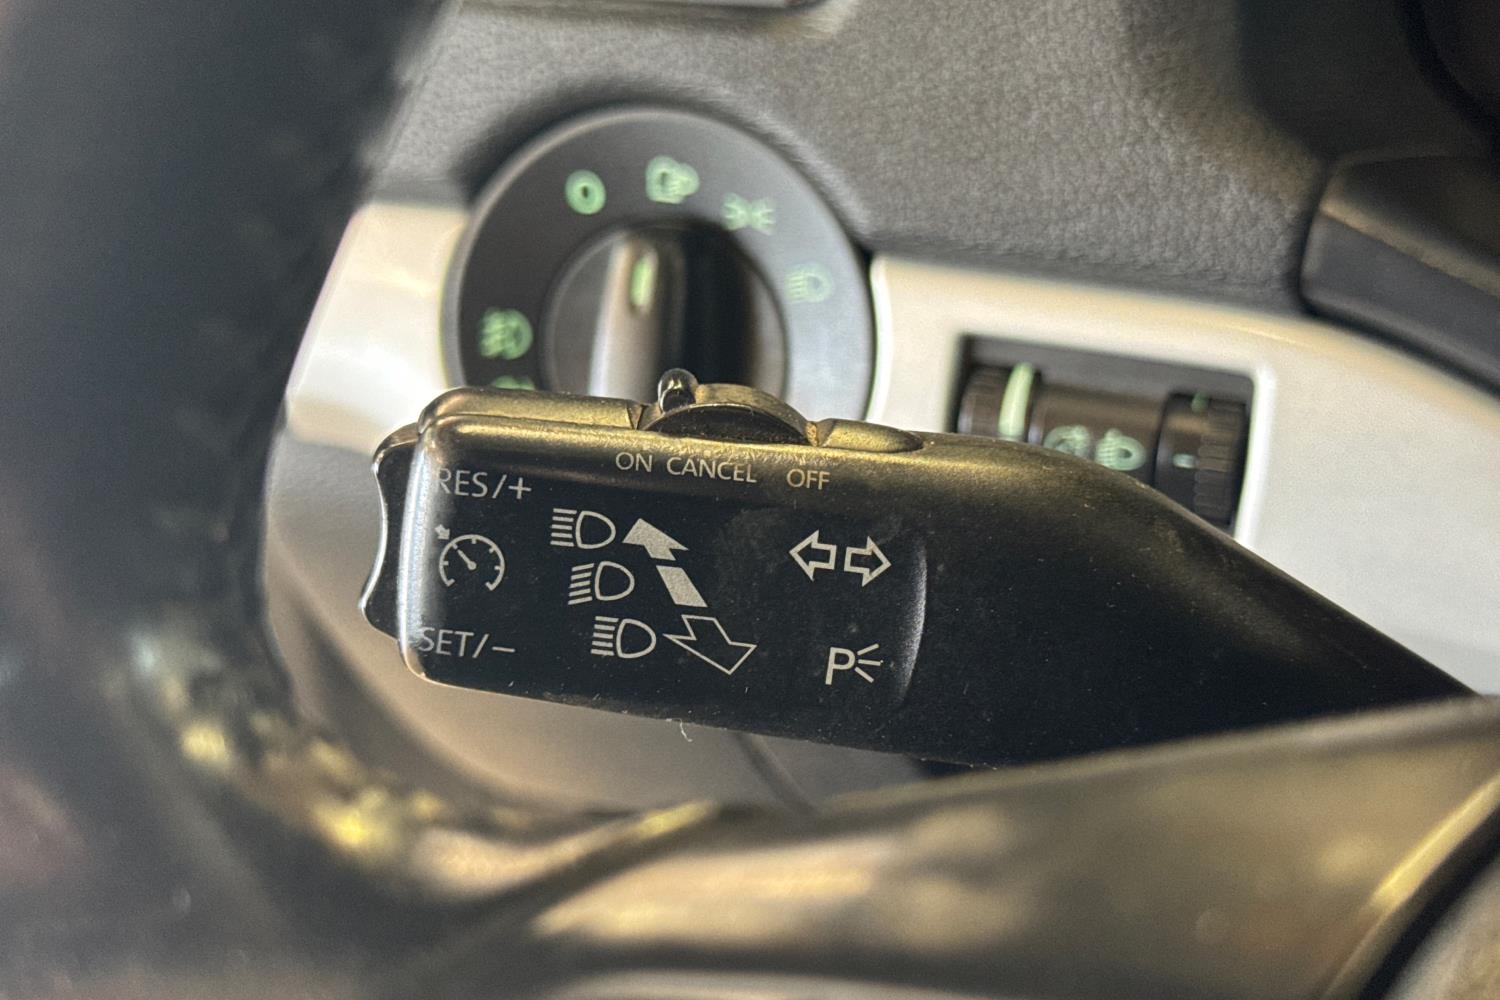 ON CANCEL OFF
RES/+
SET/–
P